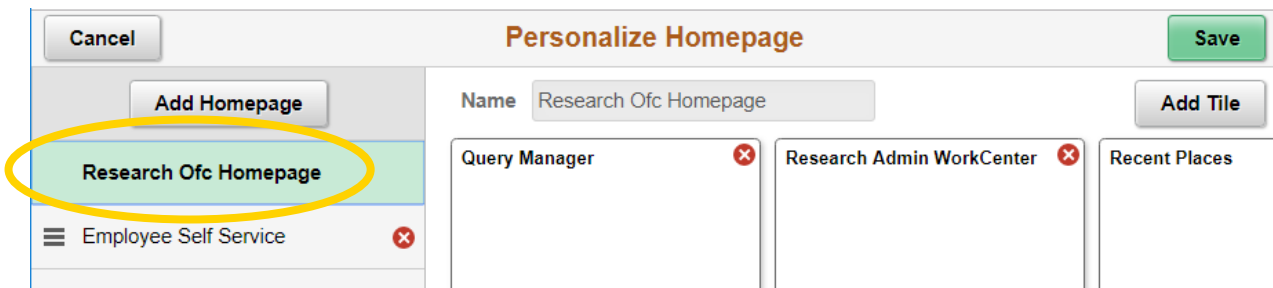 Cancel
Personalize Homepage
Save
Add Homepage
Name
Research Ofc Homepage
Add Tile
Research Ofc Homepage
Employee Self Service
Query Manager
Research Admin WorkCenter
Recent Places